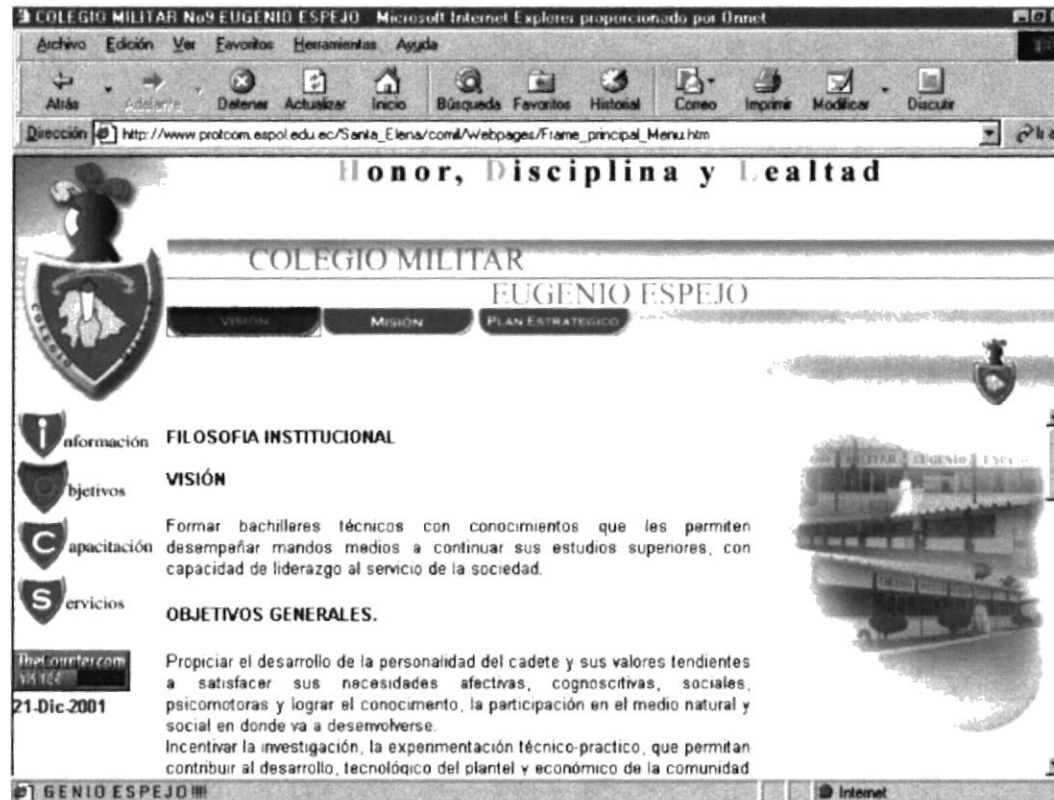 COLEGIO MILITAR No9 EUGENIO ESPEJO Microsoft Internet Explorer proporcionado por Onnet
Archivo Edición Ver Favoritos Herramientas Ayuda
Atrás Adelante Detener Actualizar Inicio Búsqueda Favoritos Historial Correo Imprimir Modificar Discutir
Dirección http://www.protcom.espol.edu.ec/Santa_Elena/comil/Webpages/Frame_principal_Menu.htm
Honor, Disciplina y Lealtad
COLEGIO MILITAR
EUGENIO ESPEJO
VISION MISION PLAN ESTRATEGICO
COLEGIO
información
Objetivos
Capacitación
Servicios
TheCounter.com
21-Dic-2001
FILOSOFIA INSTITUCIONAL
VISIÓN
Formar bachilleres técnicos con conocimientos que les permiten
desempeñar mandos medios a continuar sus estudios superiores, con
capacidad de liderazgo al servicio de la sociedad.
OBJETIVOS GENERALES.
Propiciar el desarrollo de la personalidad del cadete y sus valores tendientes
a satisfacer sus necesidades afectivas, cognoscitivas, sociales,
psicomotoras y lograr el conocimento, la participación en el medio natural y
social en donde va a desenvolverse.
Incentivar la investigación, la experimentación técnico-practico, que permitan
contribuir al desarrollo, tecnológico del plantel y económico de la comunidad
MILITAR EUGENIO ESPE
GENIO ESPEJO !!!!
Internet